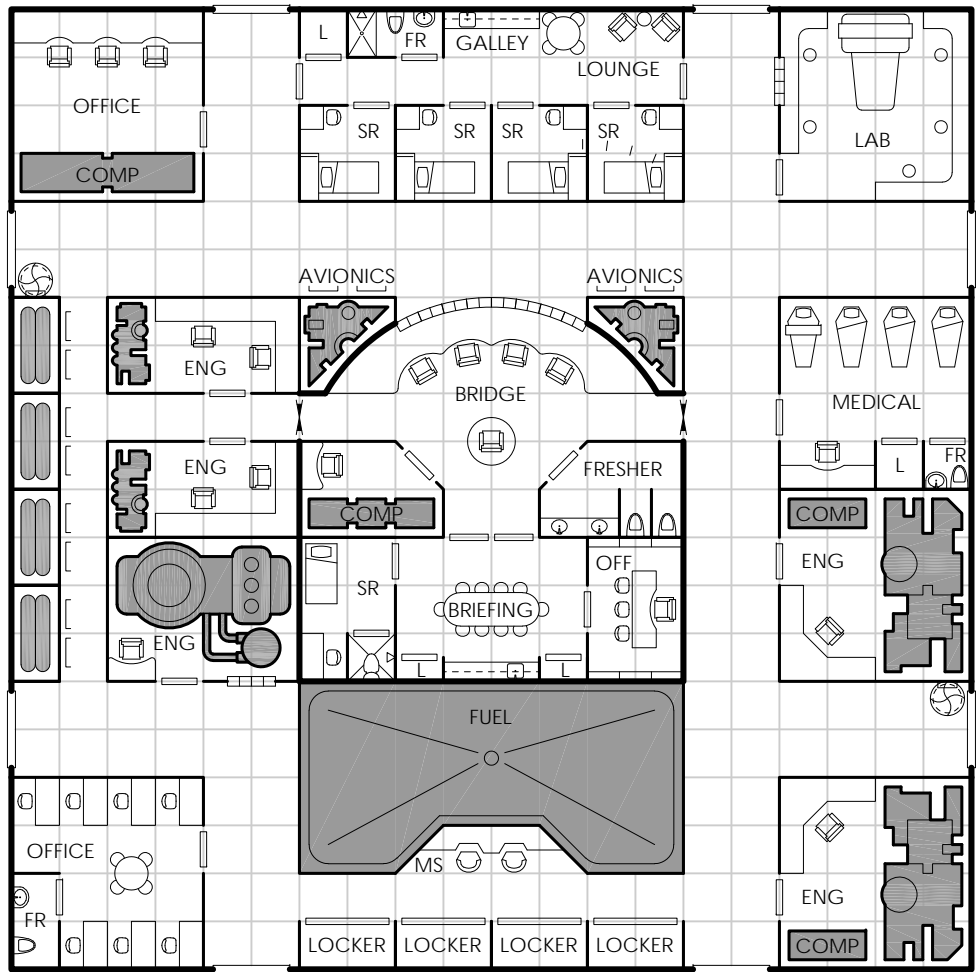 L
FR
GALLEY
LOUNGE
OFFICE
COMP
SR
SR
SR
SR
LAB
AVIONICS
AVIONICS
ENG
BRIDGE
MEDICAL
ENG
FRESHER
L
FR
COMP
COMP
ENG
SR
BRIEFING
OFF
ENG
L
L
FUEL
OFFICE
MS
FR
ENG
LOCKER
LOCKER
LOCKER
LOCKER
COMP